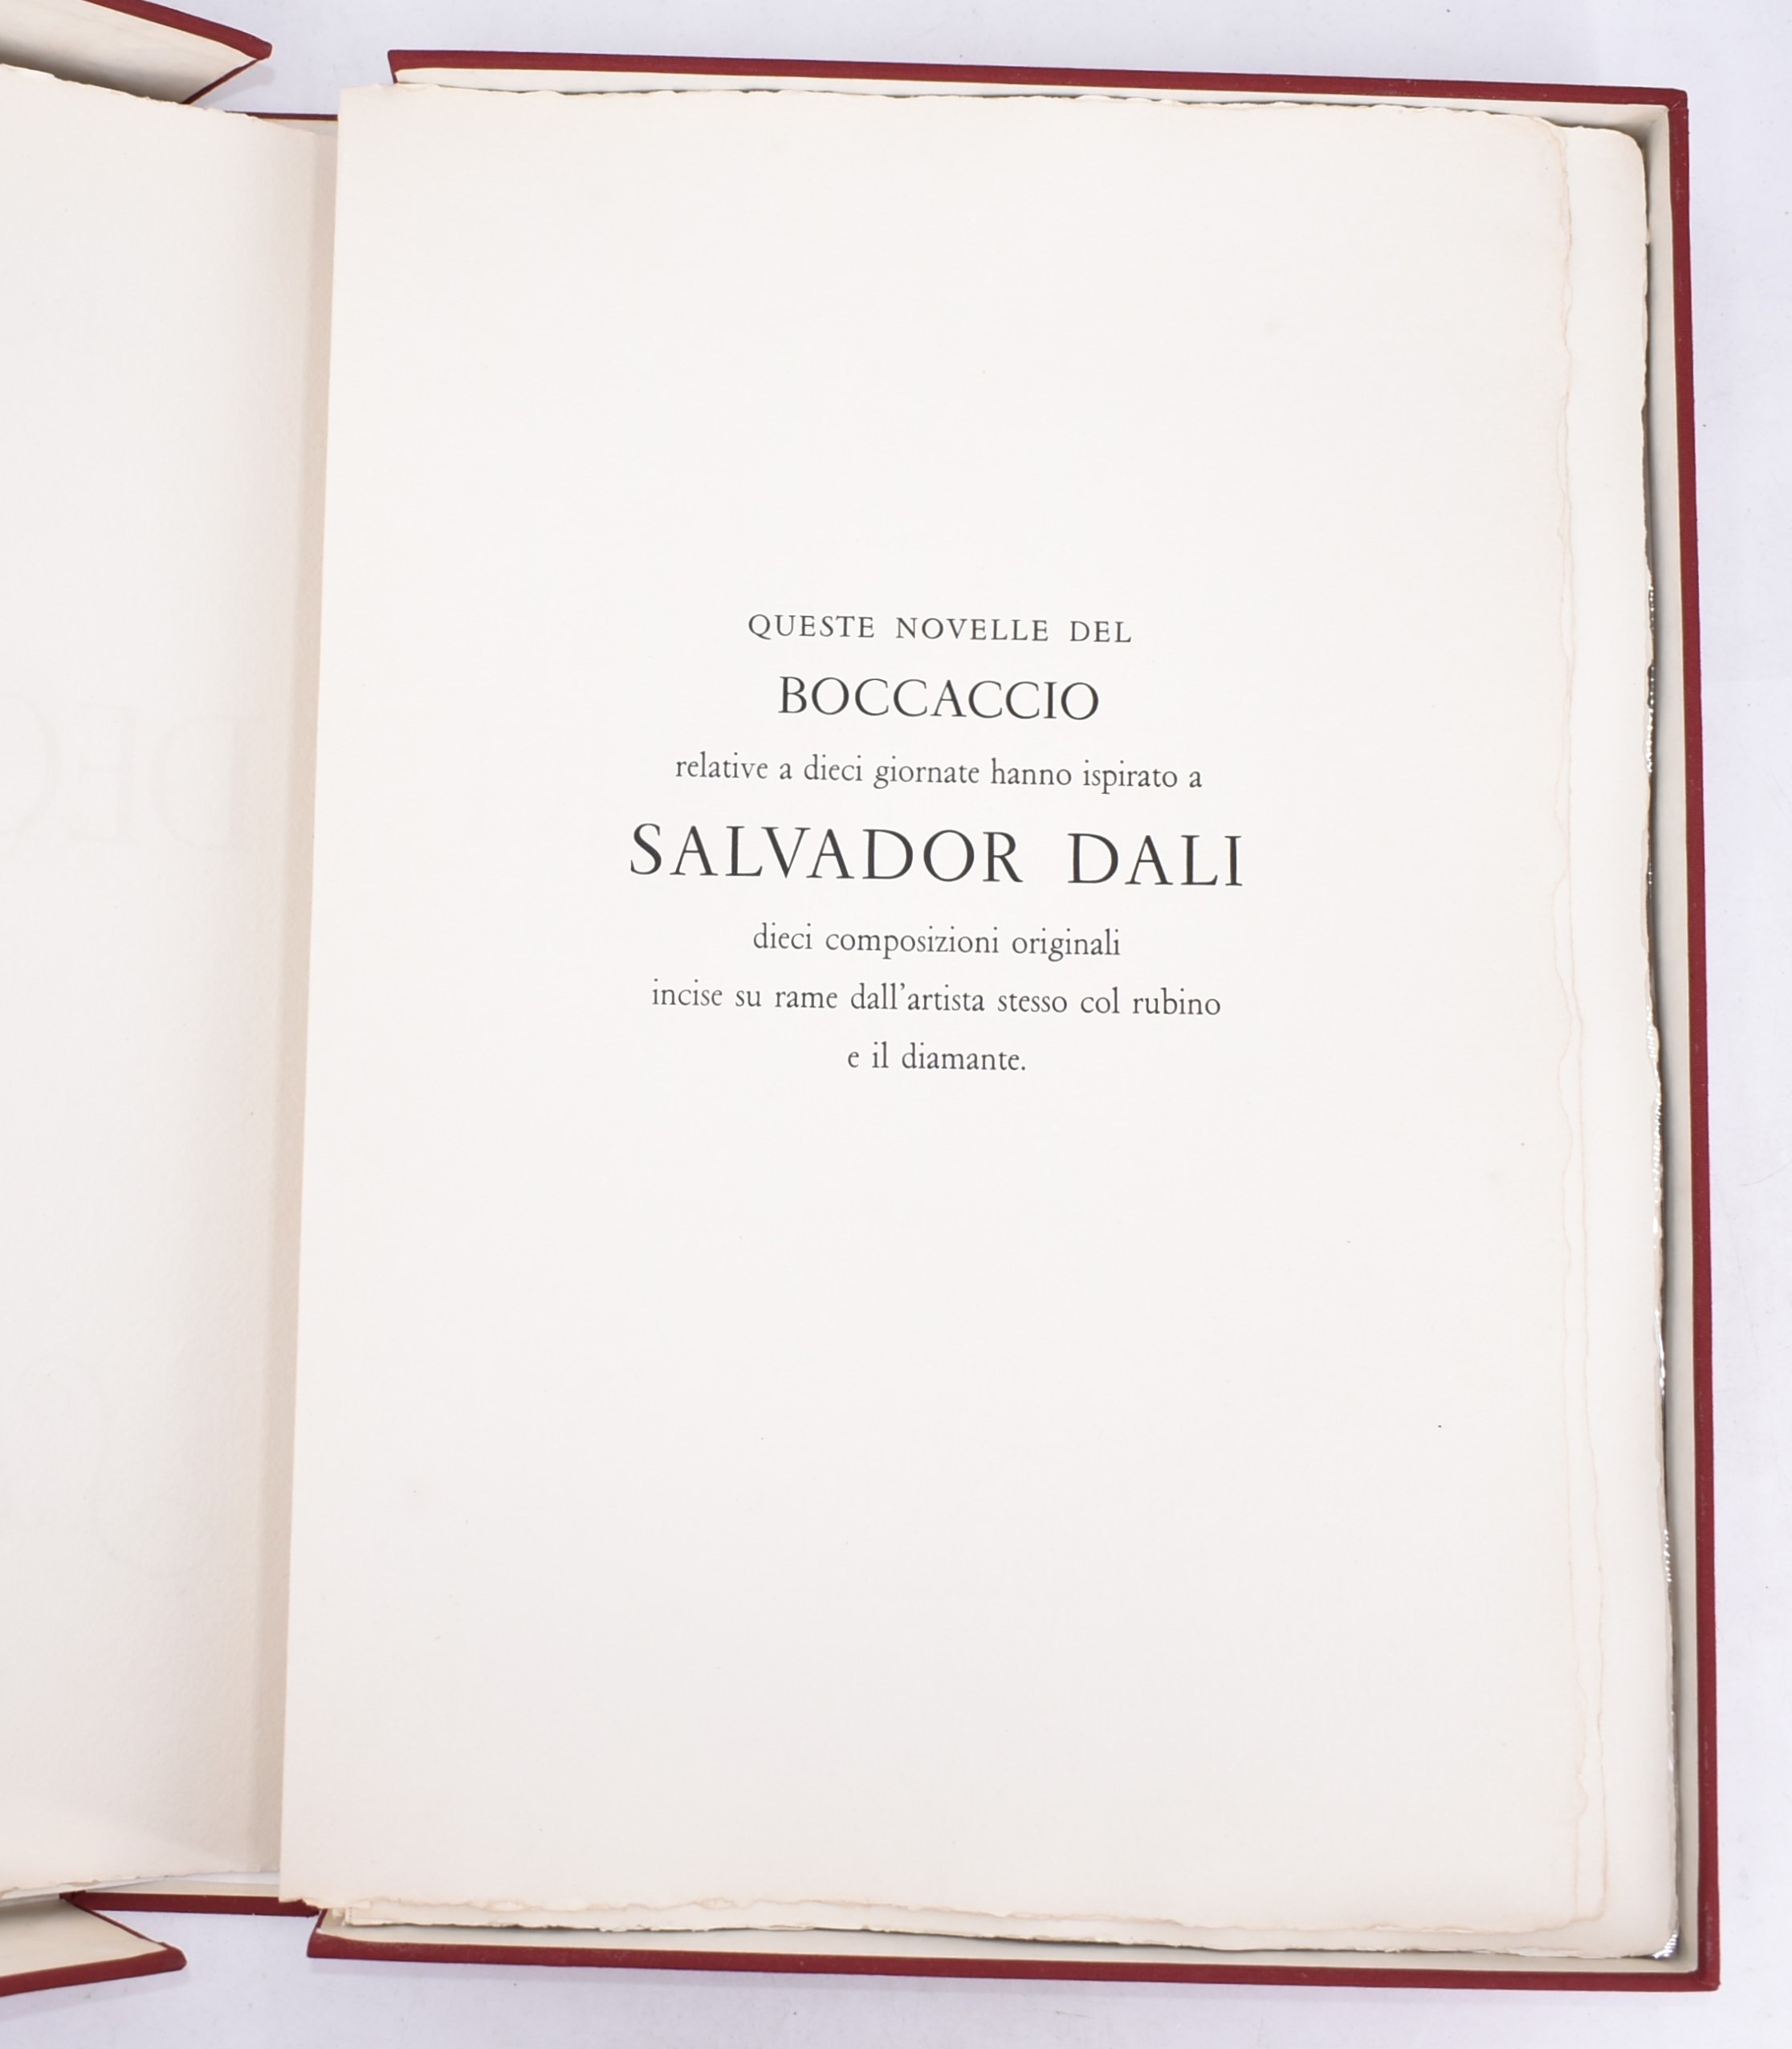 QUESTE NOVELLE DEL
BOCCACCIO
relative a dieci giornate hanno ispirato a
SALVADOR DALI
dieci composizioni originali
incise su rame dall'artista stesso col rubino
e il diamante.